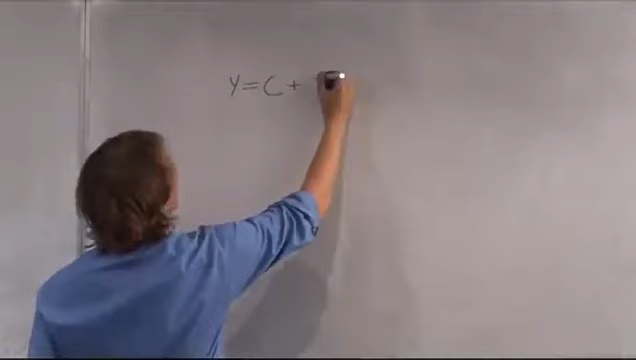 Y = C +